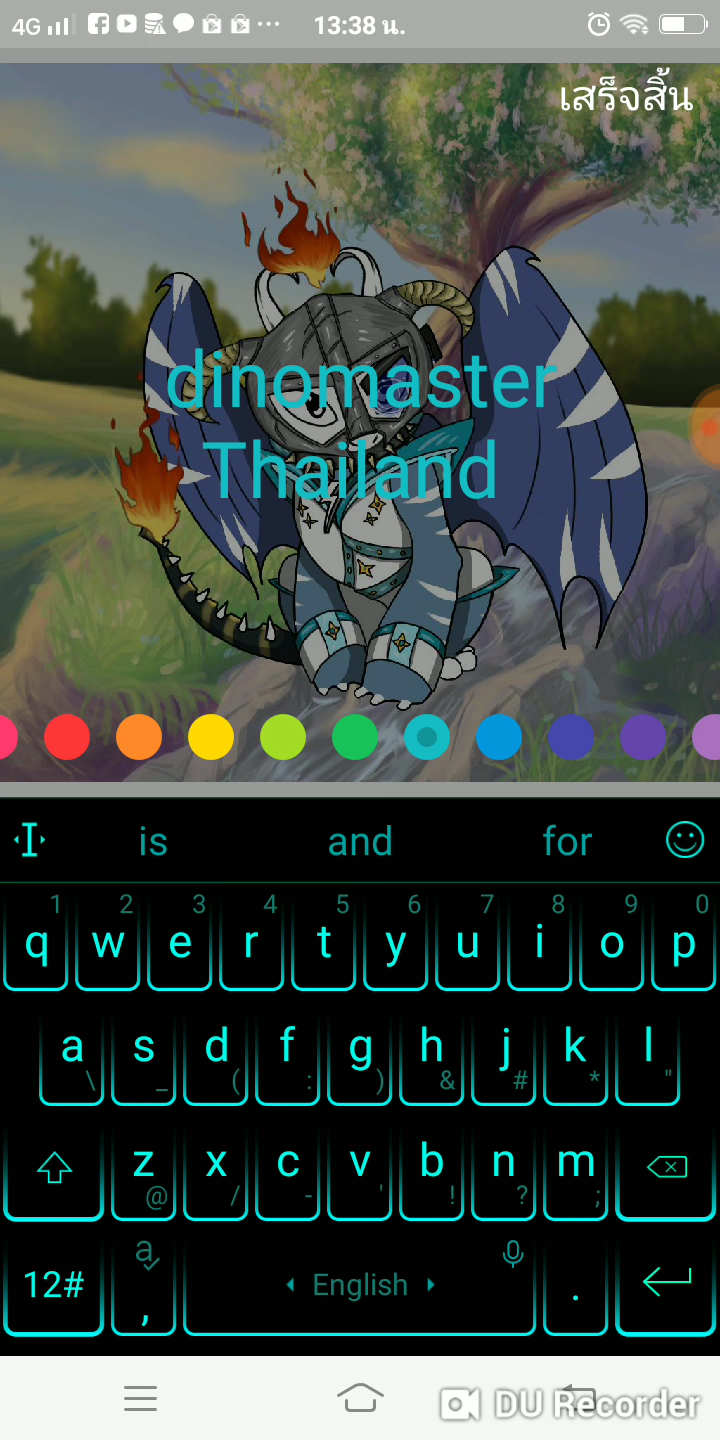 4G 13:38 น.
เสร็จสิ้น
dinomaster
Thailand
is and for
1 2 3 4 5 6 7 8 9 0
q w e r t y u i o p
a s d f g h j k l
\ _ ( : ) & # * "
z x c v b n m
@ / - ' ! ? ;
a
12# , English .
DU Recorder